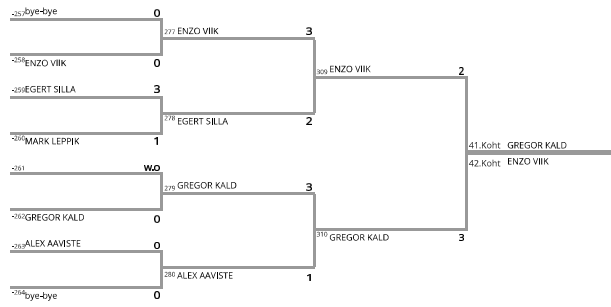 -257 bye-bye 0
277 ENZO VIIK 3
-258 ENZO VIIK 0
309 ENZO VIIK 2
-259 EGERT SILLA 3
278 EGERT SILLA 2
-260 MARK LEPPIK 1
41.Koht GREGOR KALD
42.Koht ENZO VIIK
-261 w.o
279 GREGOR KALD 3
-262 GREGOR KALD 0
310 GREGOR KALD 3
-263 ALEX AAVISTE 0
280 ALEX AAVISTE 1
-264 bye-bye 0